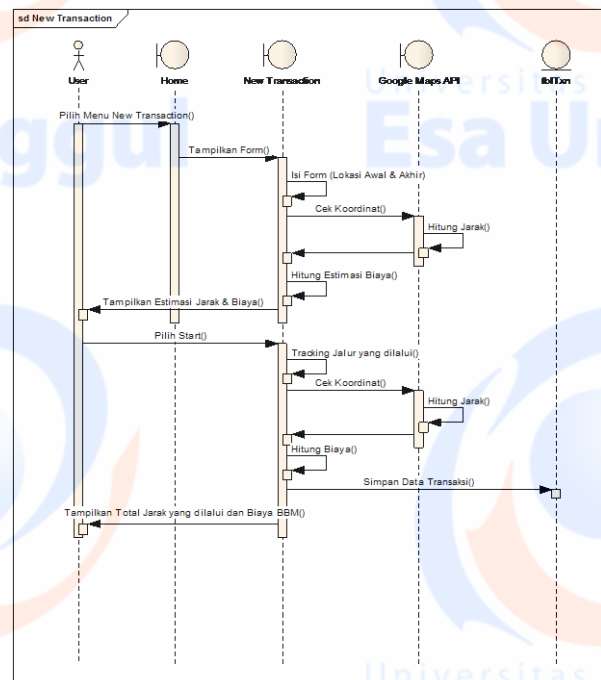 sd New Transaction
User
Home
New Transaction
Google Maps API
tblTxn
Universitas
Esa Un
nggul
Pilih Menu New Transaction()
Tampilkan Form()
Isi Form (Lokasi Awal & Akhir)
Cek Koordinat()
Hitung Jarak()
Hitung Estimasi Biaya()
Tampilkan Estimasi Jarak & Biaya()
Pilih Start()
Tracking Jalur yang dilalui()
Cek Koordinat()
Hitung Jarak()
Hitung Biaya()
Simpan Data Transaksi()
Tampilkan Total Jarak yang dilalui dan Biaya BBM()
Universitas